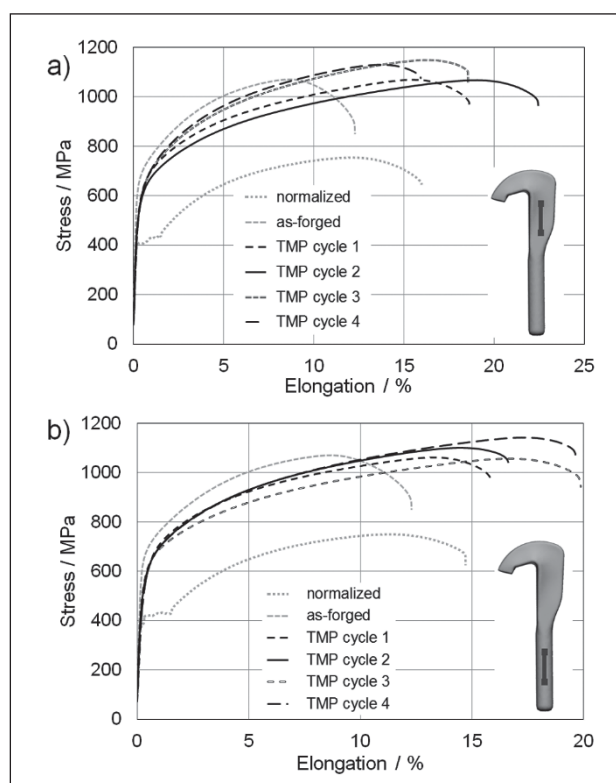 a)
1200
1000
800
600
400
200
0
Stress / MPa
normalized
as-forged
TMP cycle 1
TMP cycle 2
TMP cycle 3
TMP cycle 4
0 5 10 15 20 25
Elongation / %
b)
1200
1000
800
600
400
200
0
Stress / MPa
normalized
as-forged
TMP cycle 1
TMP cycle 2
TMP cycle 3
TMP cycle 4
0 5 10 15 20
Elongation / %